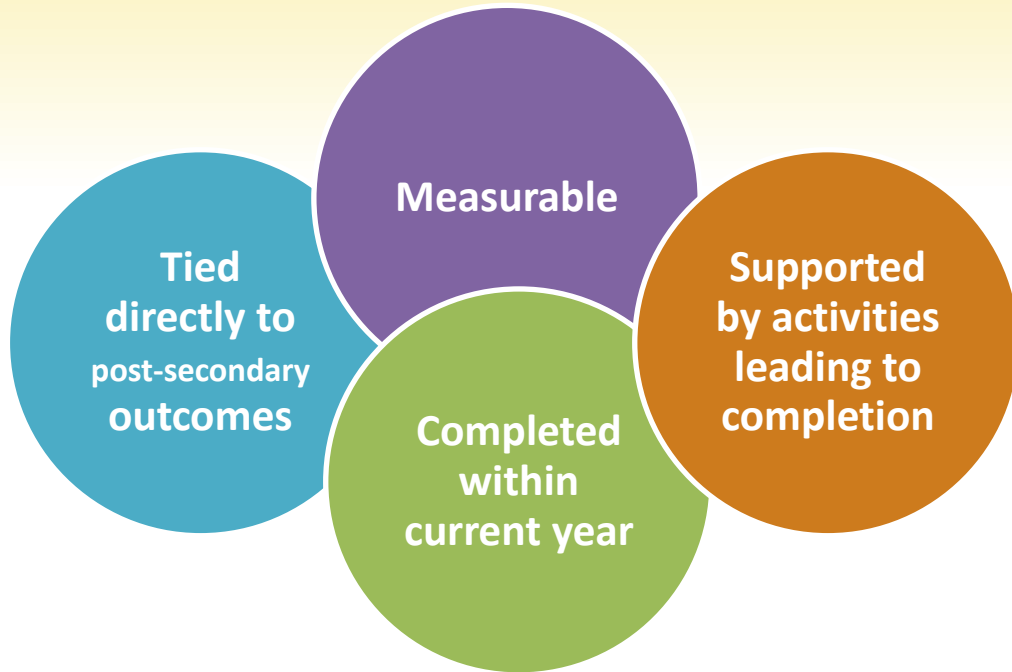 Measurable
Tied
directly to
post-secondary
outcomes
Supported
by activities
leading to
completion
Completed
within
current year